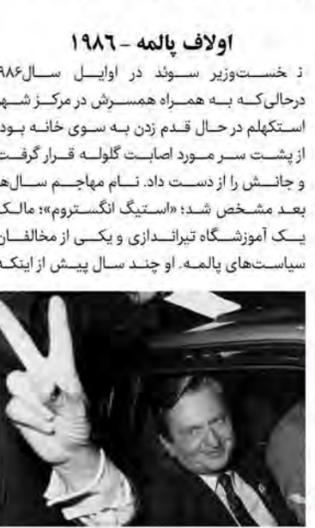 اولاف پالمه - ۱۹۸۶
نخست‌وزیر سوئد در اوایل سال۱۹۸۶
درحالی‌که به همراه همسرش در مرکز شهر
استکهلم در حال قدم زدن به سوی خانه بود
از پشت سر مورد اصابت گلوله قرار گرفت
و جانش را از دست داد. نام مهاجم سال‌ها
بعد مشخص شد؛ «استیگ انگستروم»؛ مالک
یک آموزشگاه تیراندازی و یکی از مخالفان
سیاست‌های پالمه. او چند سال پیش از اینکه